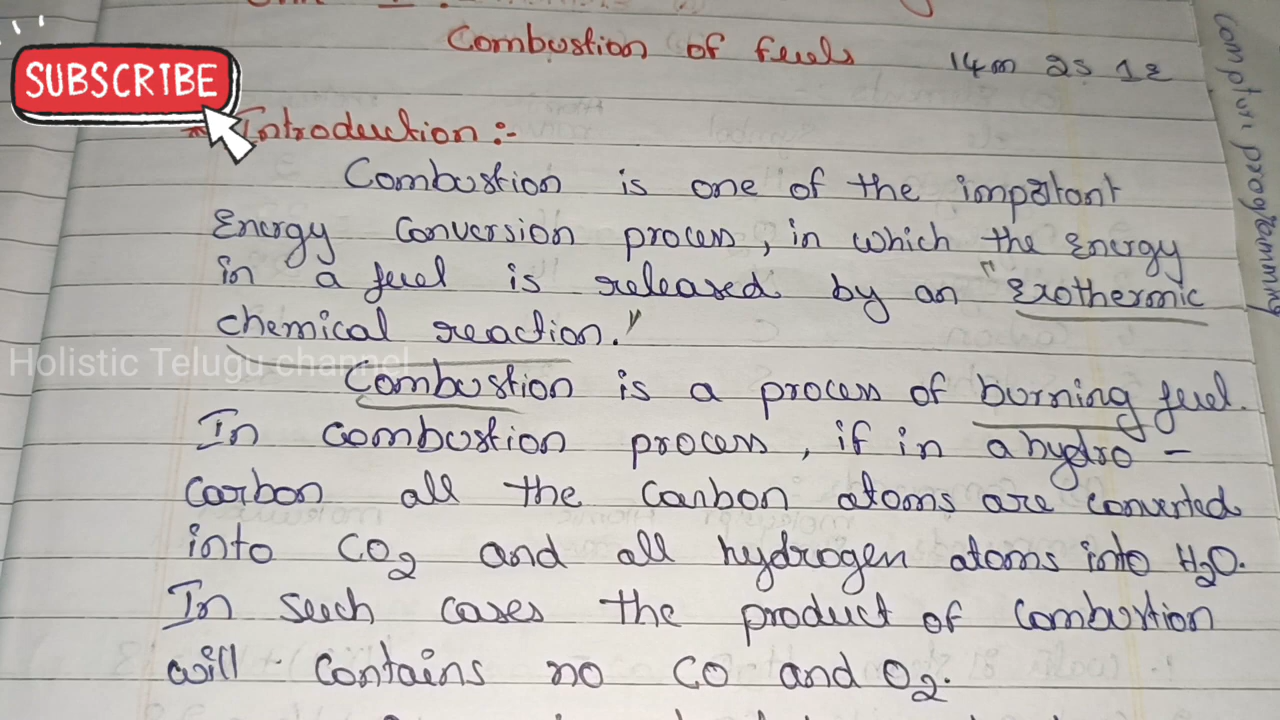 Combustion of fuels 14m 2s 1e
SUBSCRIBE
Introduction :-
Combustion is one of the impotant
Energy Conversion process, in which the Energy
in a fuel is released by an "Exothermic
chemical reaction."
Holistic Telugu channel
Combustion is a process of burning fuel.
In combustion process, if in a hydro -
carbon all the carbon atoms are converted
into CO2 and all hydrogen atoms into H2O.
In such cases the product of combustion
will contains no CO and O2.
Computer programming